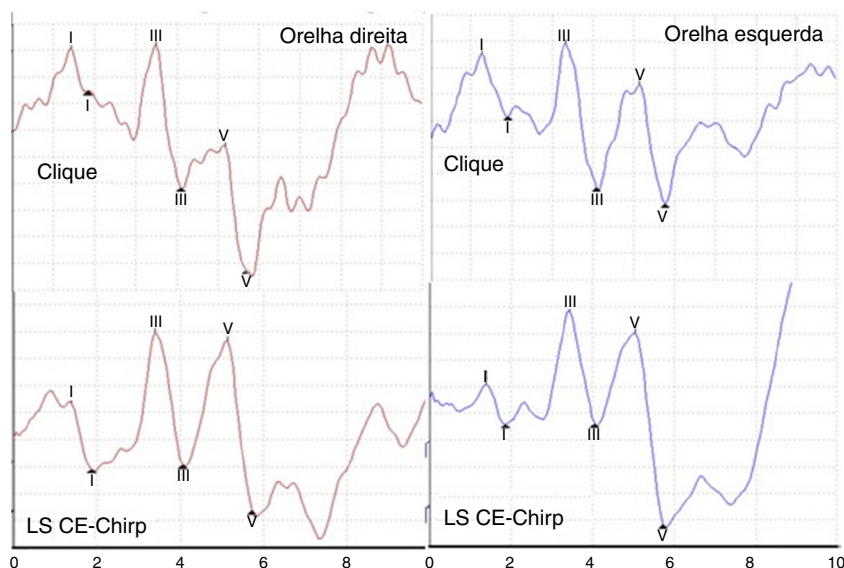 Orelha direita
I III V
I III V
Clique
Orelha esquerda
I III V
I III V
Clique
I III V
I III V
LS CE-Chirp
I III V
I III V
LS CE-Chirp
0 2 4 6 8
0 2 4 6 8 10